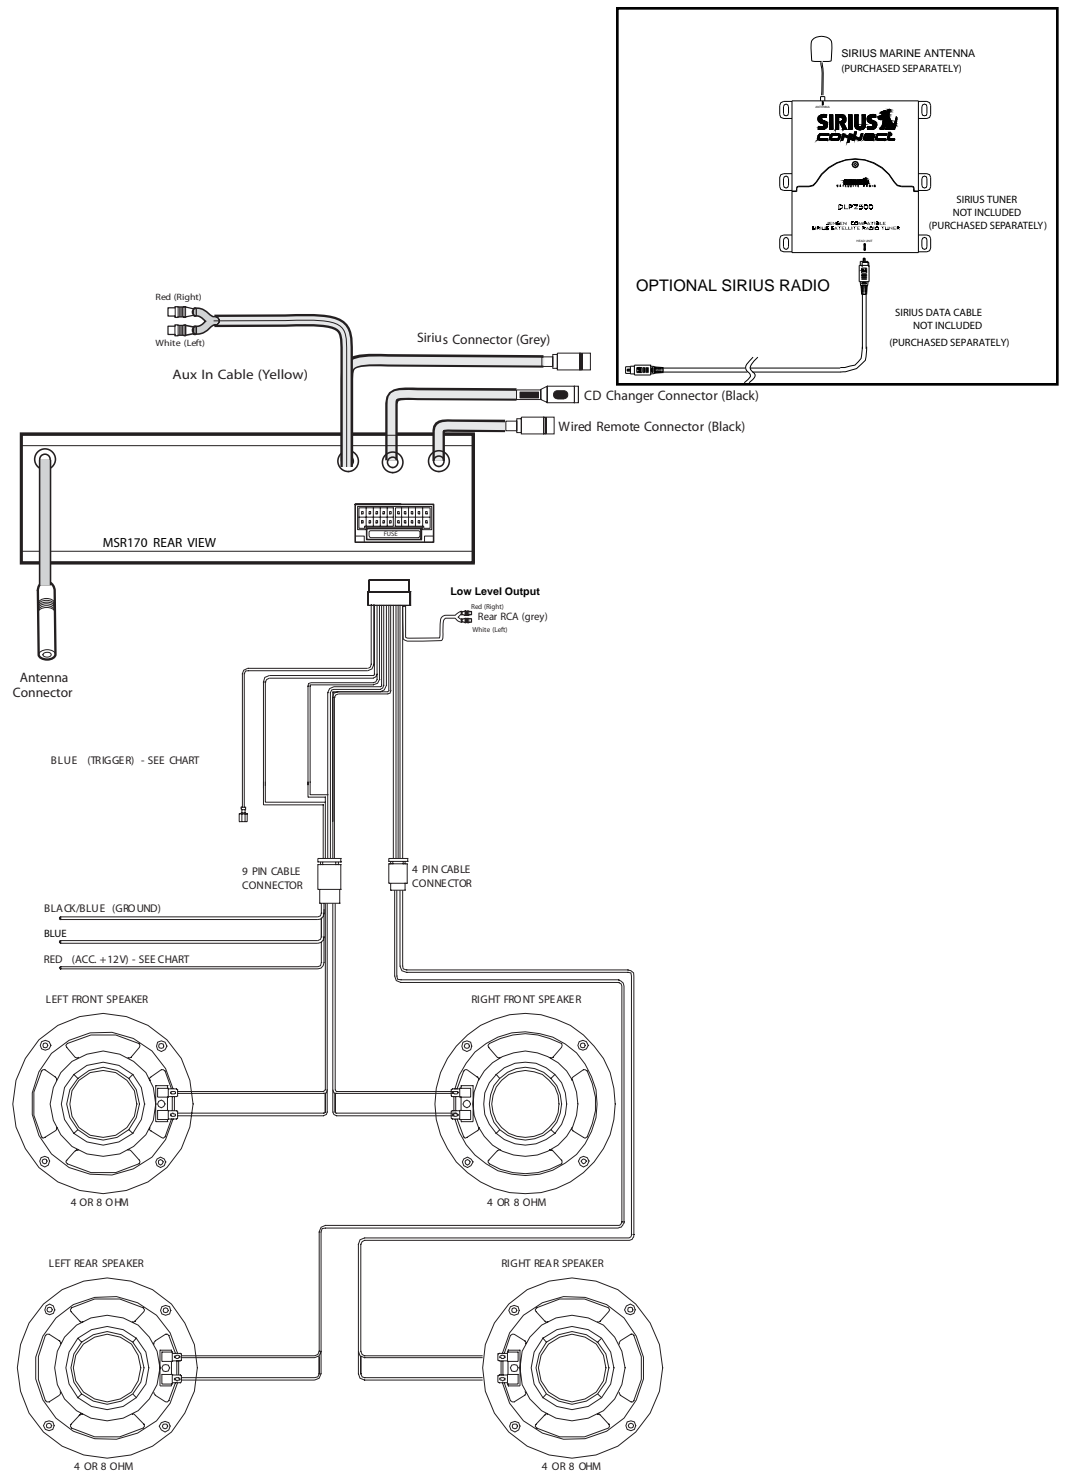 SIRIUS MARINE ANTENNA
(PURCHASED SEPARATELY)
SIRIUS
CONNECT
SIRIUS TUNER
NOT INCLUDED
(PURCHASED SEPARATELY)
OPTIONAL SIRIUS RADIO
SIRIUS DATA CABLE
NOT INCLUDED
(PURCHASED SEPARATELY)
Red (Right)
White (Left)
Aux In Cable (Yellow)
Sirius Connector (Grey)
CD Changer Connector (Black)
Wired Remote Connector (Black)
FUSE
MSR170 REAR VIEW
Low Level Output
Red (Right)
Rear RCA (grey)
White (Left)
Antenna
Connector
BLUE (TRIGGER) - SEE CHART
9 PIN CABLE
CONNECTOR
4 PIN CABLE
CONNECTOR
BLACK/BLUE (GROUND)
BLUE
RED (ACC. +12V) - SEE CHART
LEFT FRONT SPEAKER
RIGHT FRONT SPEAKER
4 OR 8 OHM
4 OR 8 OHM
LEFT REAR SPEAKER
RIGHT REAR SPEAKER
4 OR 8 OHM
4 OR 8 OHM